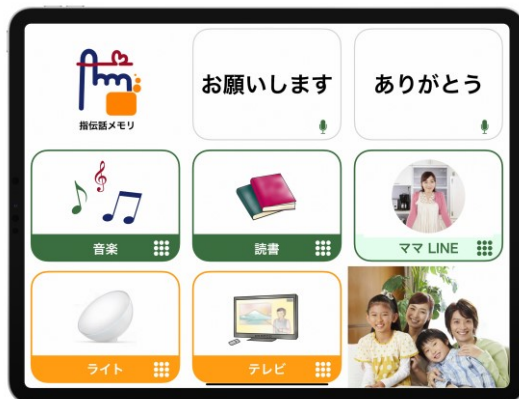 指伝話メモリ
お願いします
ありがとう
音楽
読書
ママ LINE
ライト
テレビ